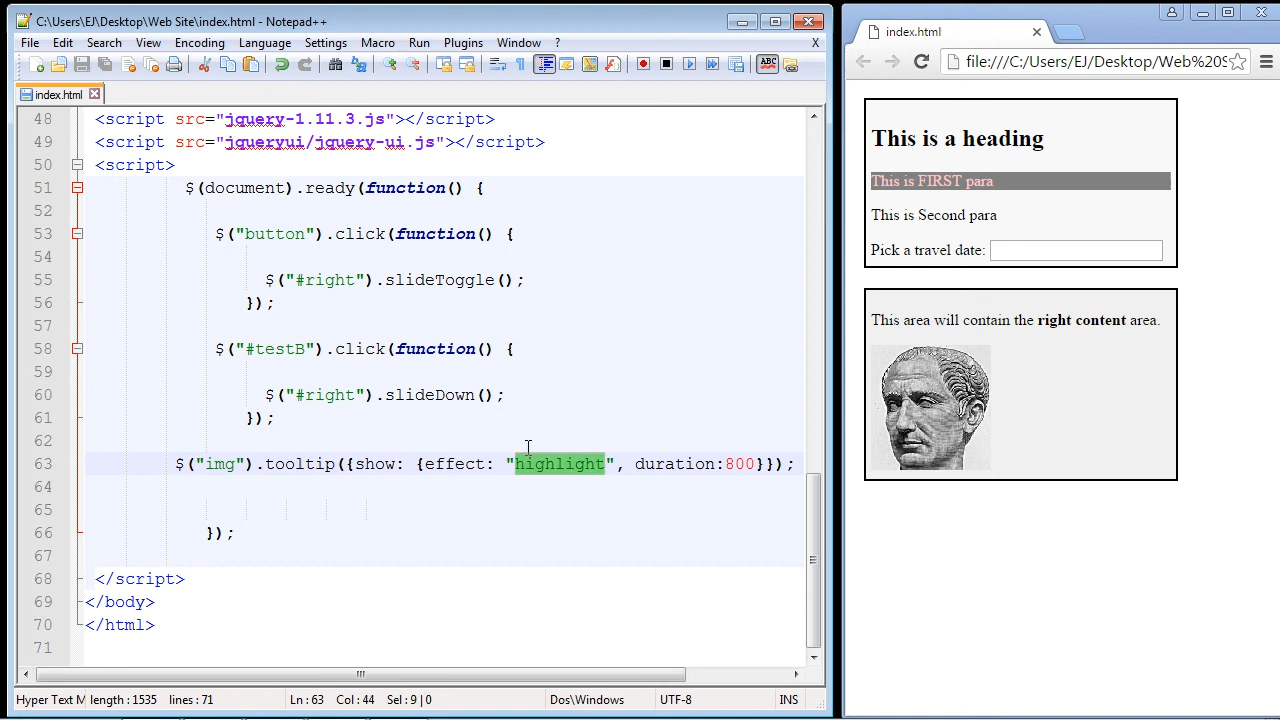 C:\Users\EJ\Desktop\Web Site\index.html - Notepad++
File Edit Search View Encoding Language Settings Macro Run Plugins Window ? X
index.html
48 <script src="jquery-1.11.3.js"></script>
49 <script src="jqueryui/jquery-ui.js"></script>
50 <script>
51 $(document).ready(function() {
52
53 $("button").click(function() {
54
55 $("#right").slideToggle();
56 });
57
58 $("#testB").click(function() {
59
60 $("#right").slideDown();
61 });
62
63 $("img").tooltip({show: {effect: "highlight", duration:800}});
64
65
66 });
67
68 </script>
69 </body>
70 </html>
71
Hyper Text M length : 1535 lines : 71 Ln : 63 Col : 44 Sel : 9 | 0 Dos\Windows UTF-8 INS
index.html
file:///C:/Users/EJ/Desktop/Web%20S
This is a heading
This is FIRST para
This is Second para
Pick a travel date:
This area will contain the right content area.